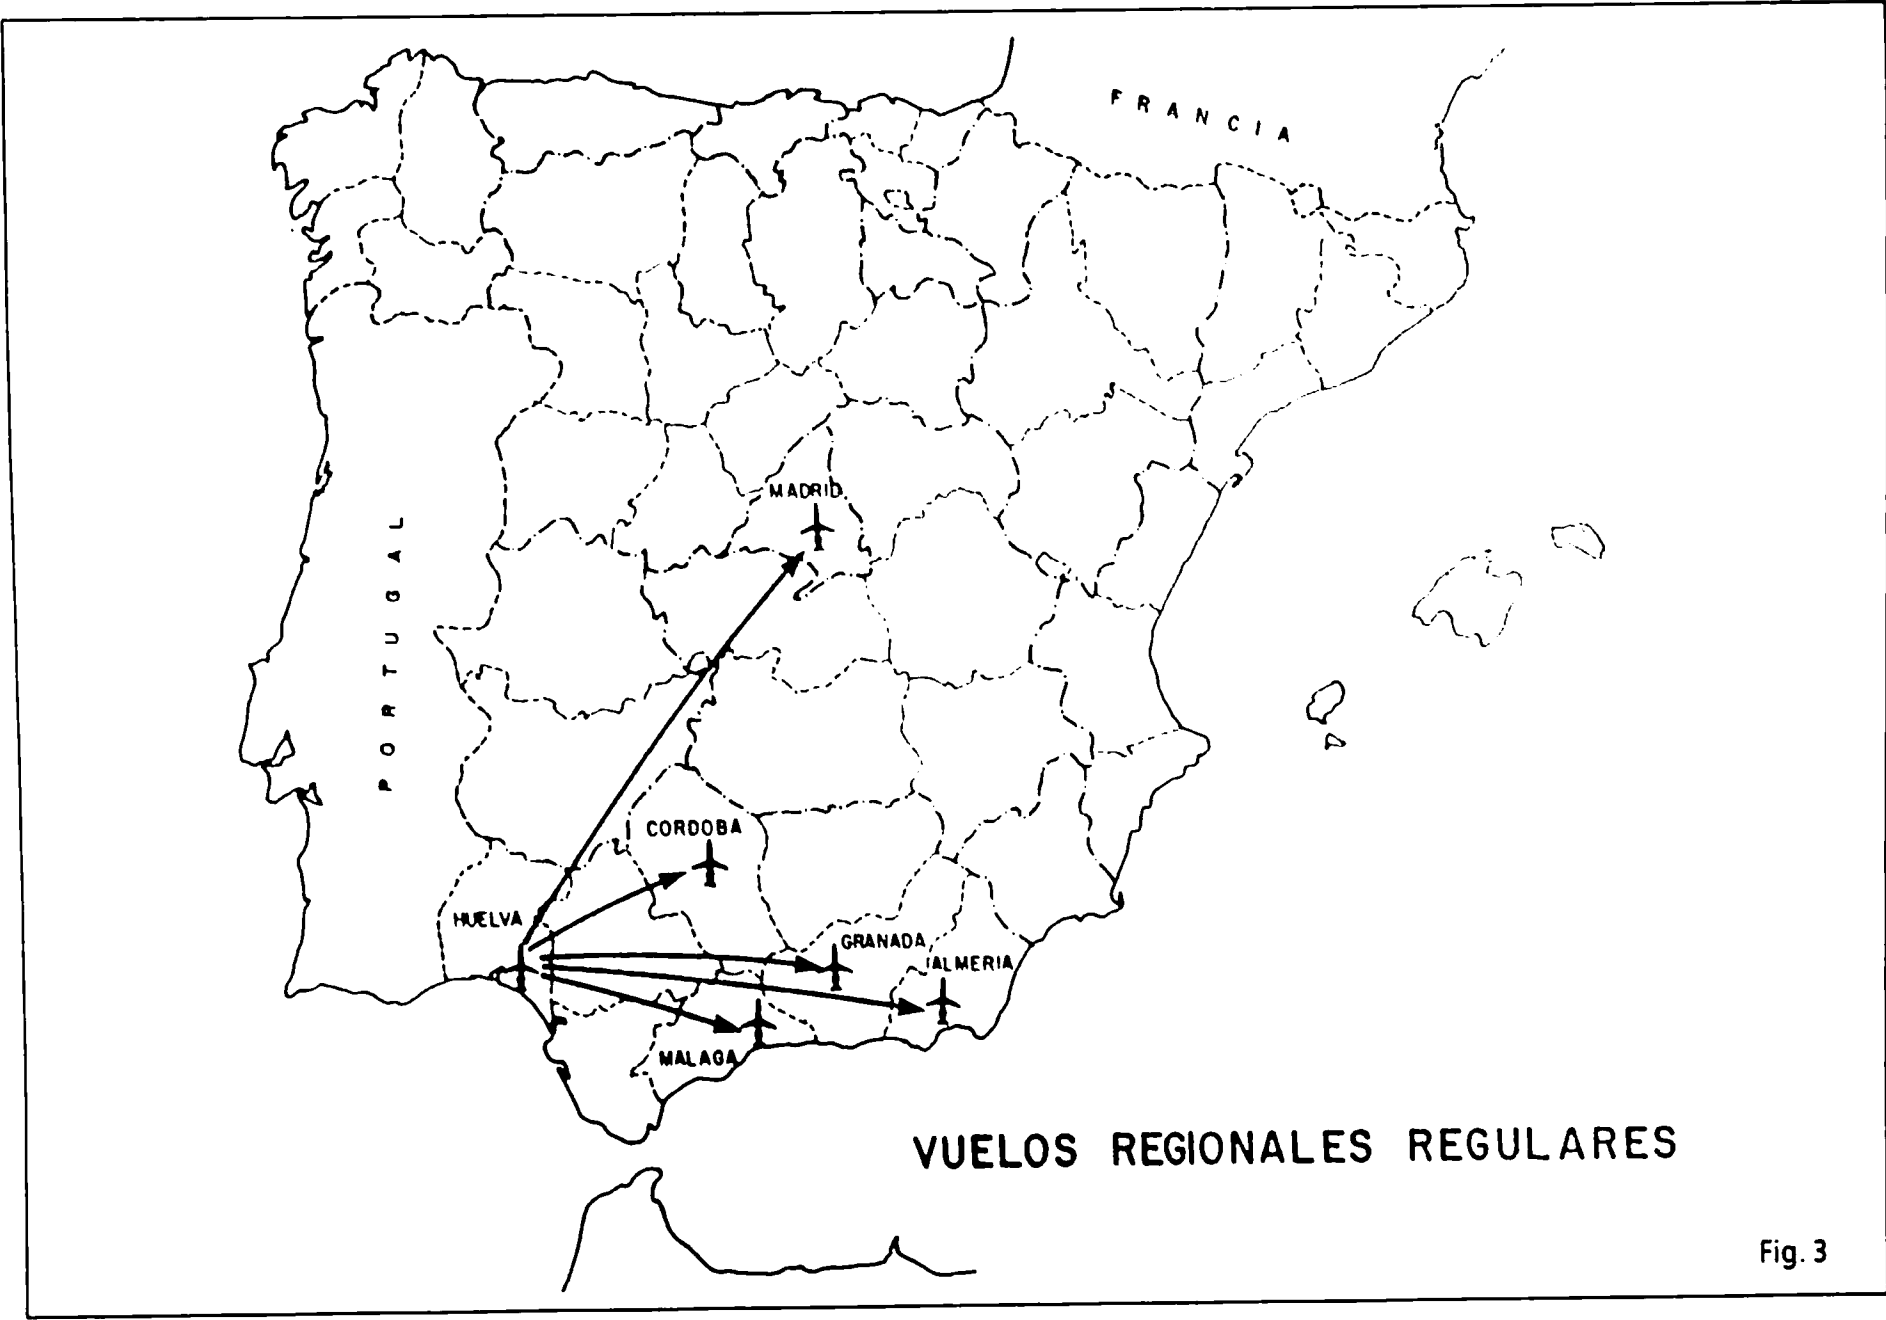 FRANCIA
MADRID
PORTUGAL
CORDOBA
HUELVA
GRANADA
ALMERIA
MALAGA
VUELOS REGIONALES REGULARES
Fig. 3